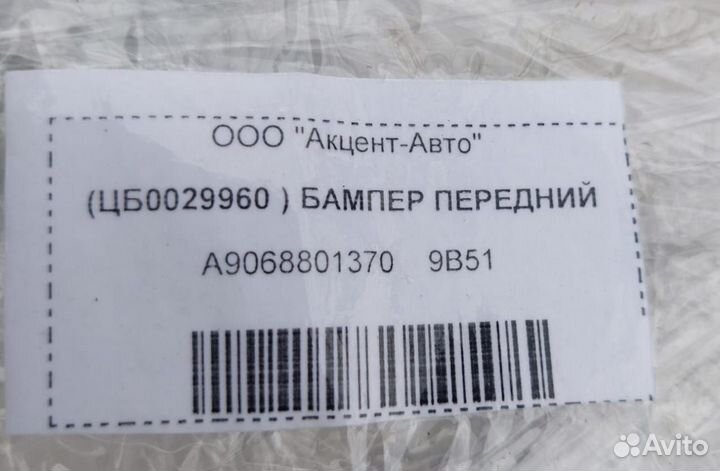 ООО "Акцент-Авто"
(ЦБ0029960 ) БАМПЕР ПЕРЕДНИЙ
A9068801370 9B51
Avito